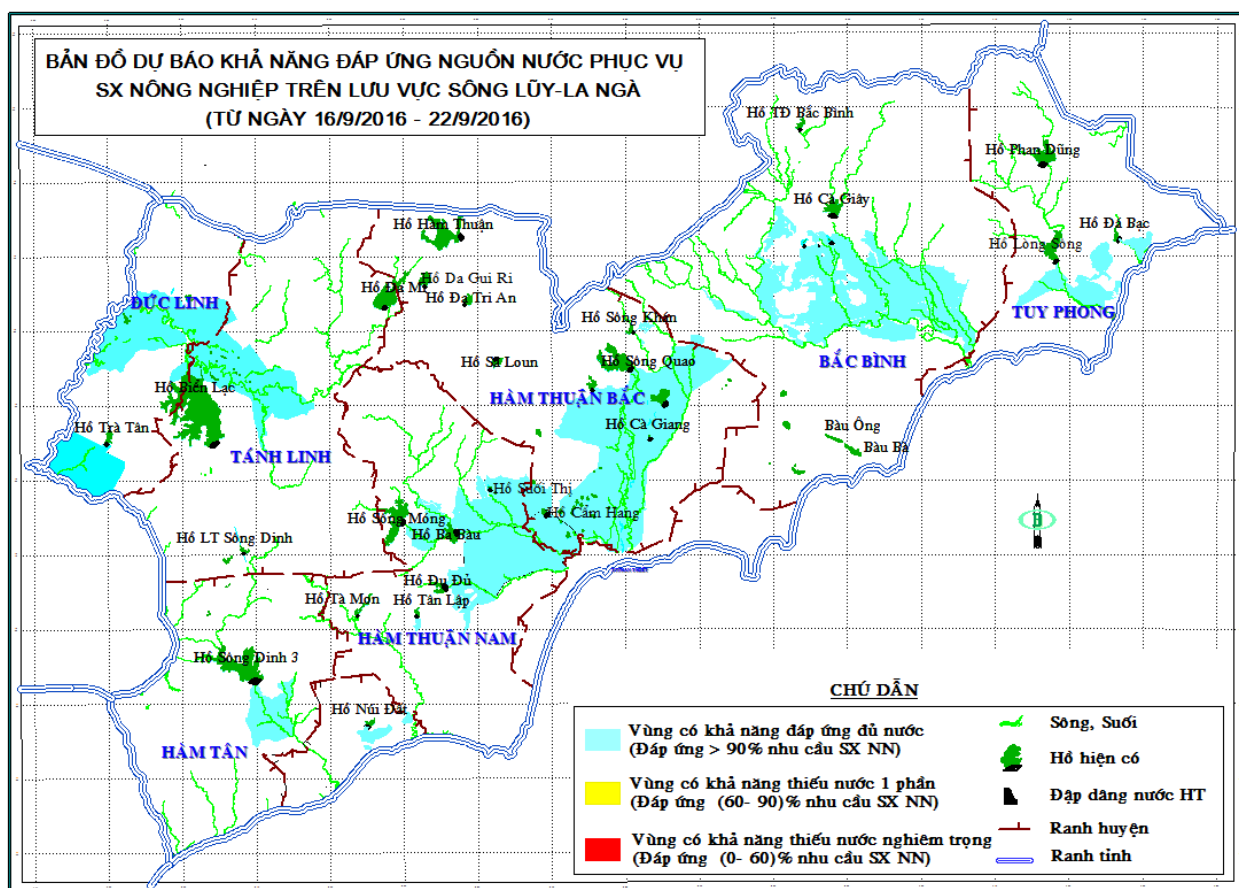 BẢN ĐỒ DỰ BÁO KHẢ NĂNG ĐÁP ỨNG NGUỒN NƯỚC PHỤC VỤ
SX NÔNG NGHIỆP TRÊN LƯU VỰC SÔNG LŨY-LA NGÀ
(TỪ NGÀY 16/9/2016 - 22/9/2016)
Hồ TĐ Bắc Bình
Hồ Phan Dũng
Hồ Cà Giây
Hồ Đá Bạc
Hồ Lòng Sông
TUY PHONG
BẮC BÌNH
Hồ Hàm Thuận
Hồ Da Gui Ri
Hồ Đa Mi
Hồ Đa Tri An
ĐỨC LINH
Hồ Sông Khán
Hồ Sa Loun
Hồ Sông Quao
HÀM THUẬN BẮC
Hồ Biển Lạc
Hồ Cà Giang
Bàu Ông
Bàu Bà
Hồ Trà Tân
TÁNH LINH
Hồ Suối Thị
Hồ Cẩm Hang
Hồ Sông Móng
Hồ Ba Bàu
Hồ LT Sông Dinh
Hồ Đu Đủ
Hồ Tà Mon
Hồ Tân Lập
HÀM THUẬN NAM
Hồ Sông Dinh 3
Hồ Núi Đất
HÀM TÂN
CHÚ DẪN
Vùng có khả năng đáp ứng đủ nước
(Đáp ứng > 90% nhu cầu SX NN)
Vùng có khả năng thiếu nước 1 phần
(Đáp ứng (60- 90)% nhu cầu SX NN)
Vùng có khả năng thiếu nước nghiêm trọng
(Đáp ứng (0- 60)% nhu cầu SX NN)
Sông, Suối
Hồ hiện có
Đập dâng nước HT
Ranh huyện
Ranh tỉnh